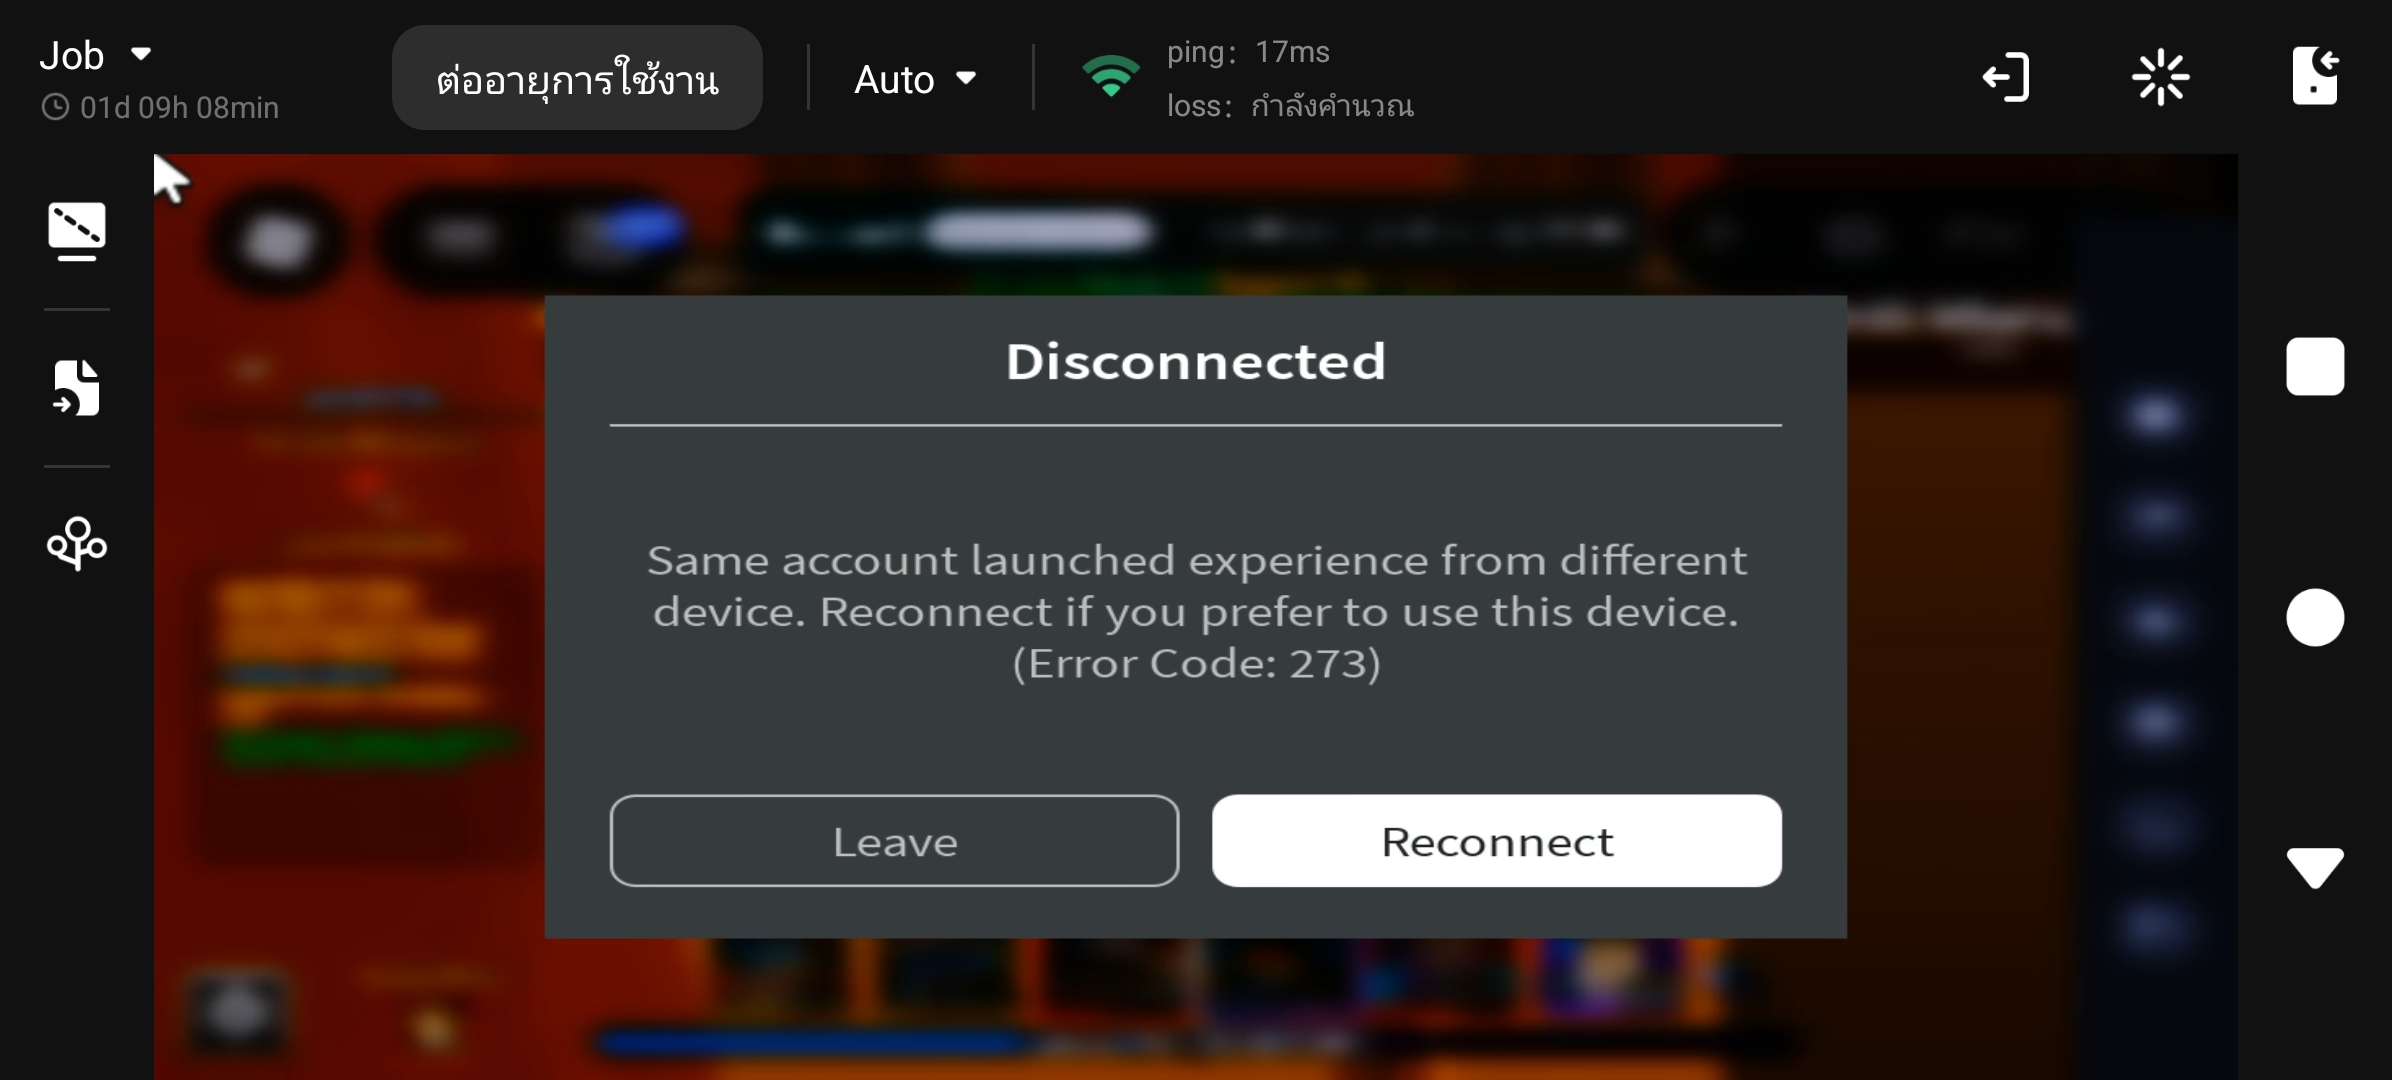 Job
01d 09h 08min
ต่ออายุการใช้งาน
Auto
ping: 17ms
loss: กำลังคำนวณ
Disconnected
Same account launched experience from different
device. Reconnect if you prefer to use this device.
(Error Code: 273)
Leave
Reconnect